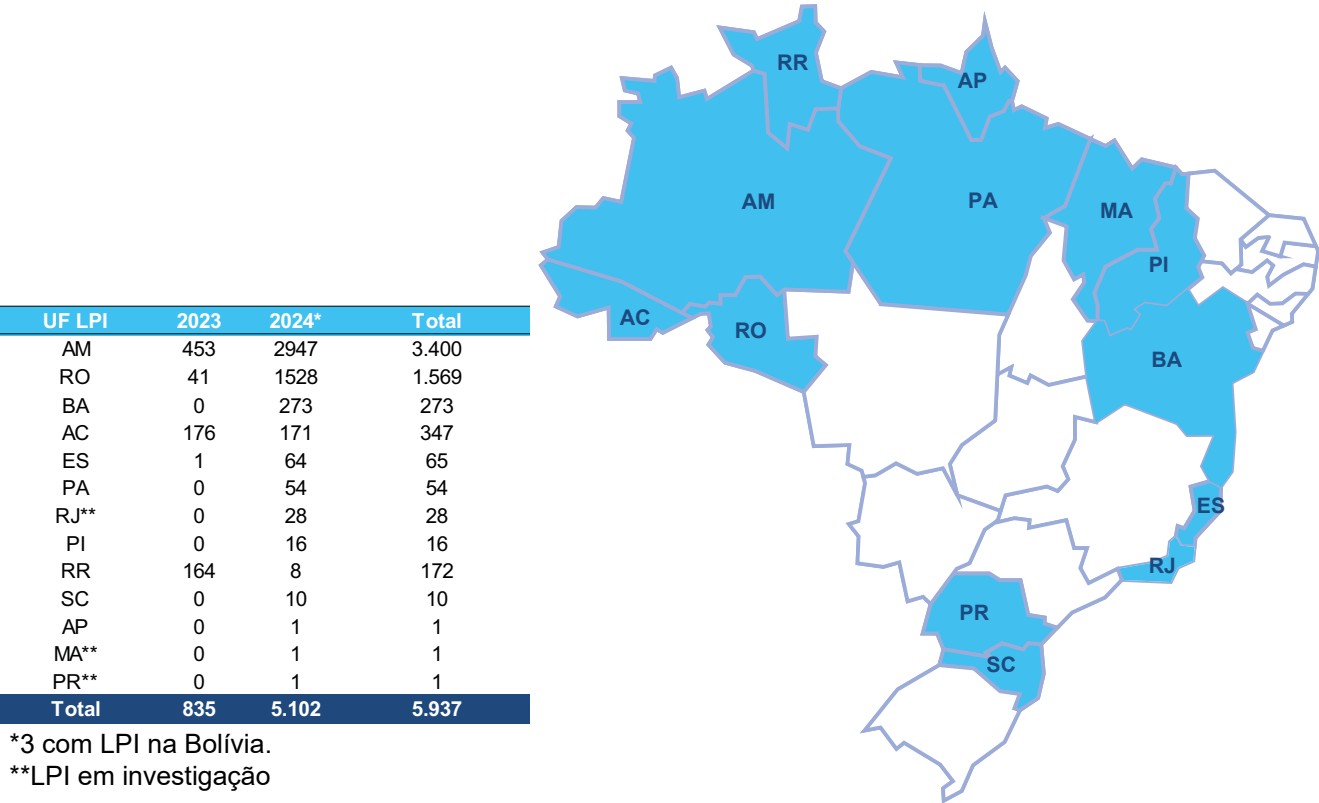 UF LPI 2023 2024* Total
AM 453 2947 3.400
RO 41 1528 1.569
BA 0 273 273
AC 176 171 347
ES 1 64 65
PA 0 54 54
RJ** 0 28 28
PI 0 16 16
RR 164 8 172
SC 0 10 10
AP 0 1 1
MA** 0 1 1
PR** 0 1 1
Total 835 5.102 5.937
*3 com LPI na Bolívia.
**LPI em investigação
RR
AP
AM
PA
MA
PI
AC
RO
BA
ES
RJ
PR
SC